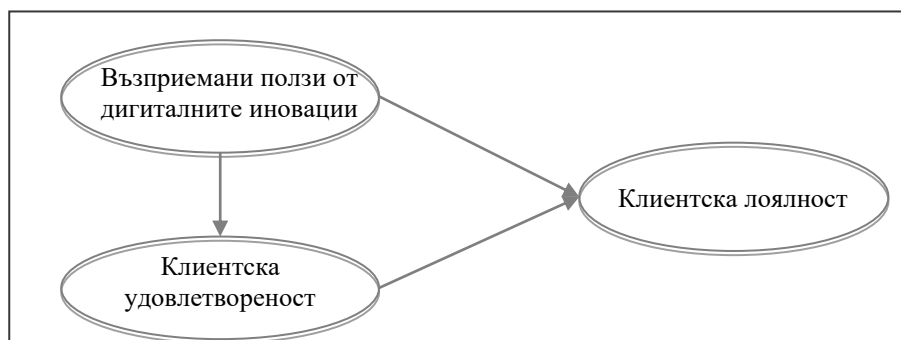 Възприемани ползи от
дигиталните иновации
Клиентска лоялност
Клиентска
удовлетвореност